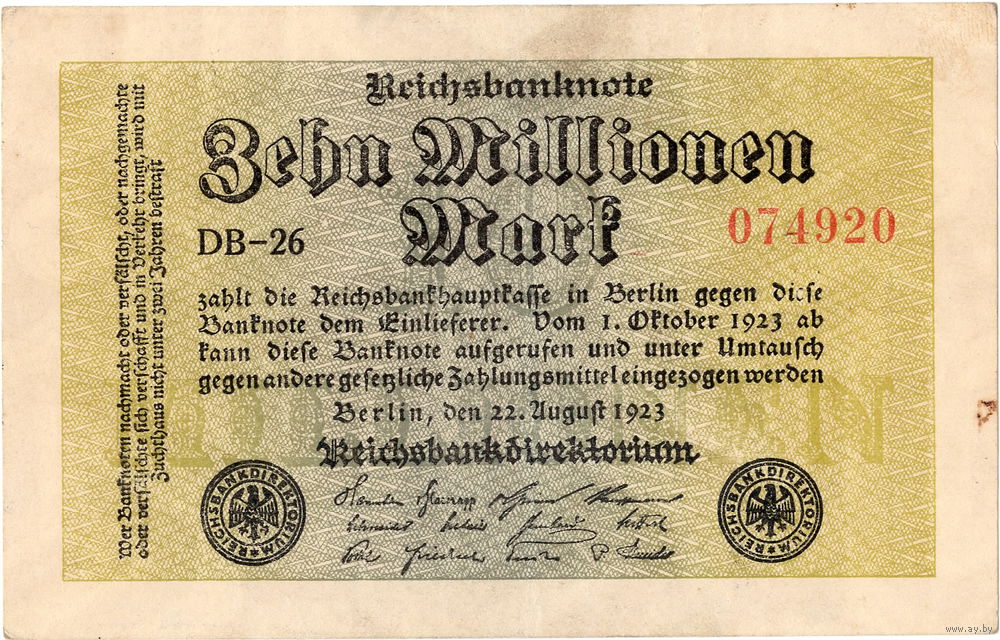 Reichsbanknote
Zehn Millionen
Mark
DB-26
074920
zahlt die Reichsbankhauptkasse in Berlin gegen diese
Banknote dem Einlieferer. Vom 1. Oktober 1923 ab
kann diese Banknote aufgerufen und unter Umtausch
gegen andere gesetzliche Zahlungsmittel eingezogen werden
Berlin, den 22. August 1923
Reichsbankdirektorium
REICHSBANKDIREKTORIUM
REICHSBANKDIREKTORIUM
Wer Banknoten nachmacht oder verfälscht, oder nachgemachte
oder verfälschte sich verschafft und in Verkehr bringt, wird mit
Zuchthaus nicht unter zwei Jahren bestraft
www.ay.by